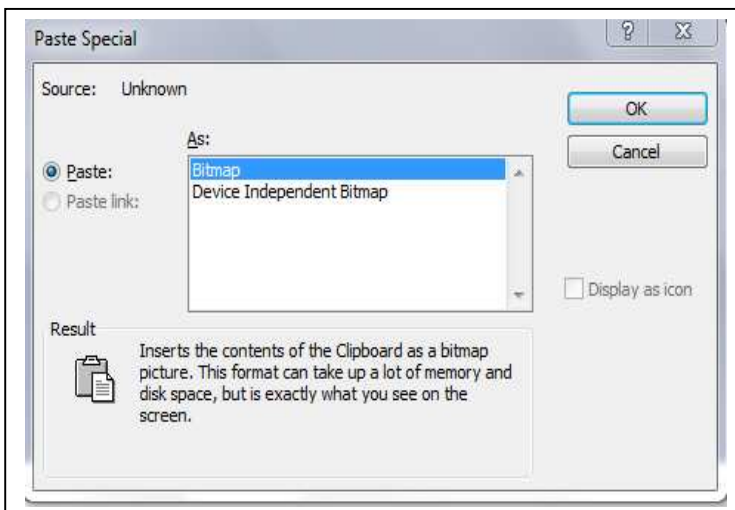 Paste Special
Source: Unknown
As:
Paste:
Paste link:
Bitmap
Device Independent Bitmap
OK
Cancel
Display as icon
Result
Inserts the contents of the Clipboard as a bitmap
picture. This format can take up a lot of memory and
disk space, but is exactly what you see on the
screen.